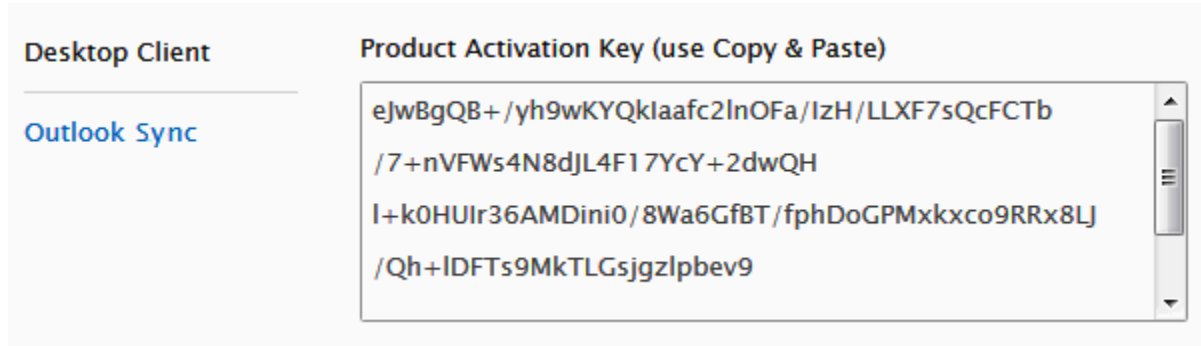 Desktop Client
Product Activation Key (use Copy & Paste)
eJwBgQB+/yh9wKYQkIaafc2lnOFa/IzH/LLXF7sQcFCTb
/7+nVFWs4N8dJL4F17YcY+2dwQH
l+k0HUIr36AMDini0/8Wa6GfBT/fphDoGPMxkxco9RRx8LJ
/Qh+lDFTs9MkTLGsjgzlpbev9
Outlook Sync